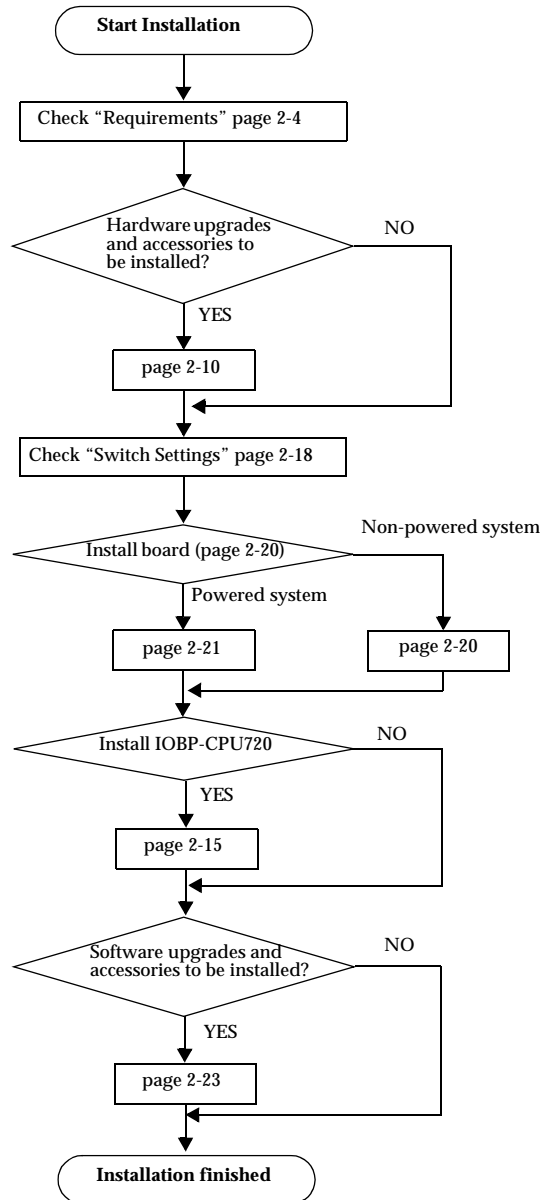 Start Installation
Check “Requirements” page 2-4
Hardware upgrades
and accessories to
be installed?
NO
YES
page 2-10
Check “Switch Settings” page 2-18
Non-powered system
Install board (page 2-20)
Powered system
page 2-21
page 2-20
Install IOBP-CPU720
NO
YES
page 2-15
Software upgrades and
accessories to be installed?
NO
YES
page 2-23
Installation finished